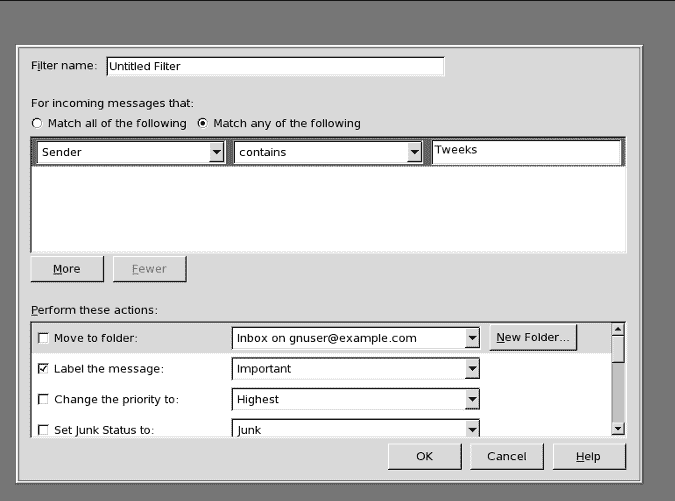 Filter name: Untitled Filter
For incoming messages that:
Match all of the following Match any of the following
Sender contains Tweeks
More Fewer
Perform these actions:
Move to folder: Inbox on gnuser@example.com New Folder...
Label the message: Important
Change the priority to: Highest
Set Junk Status to: Junk
OK Cancel Help